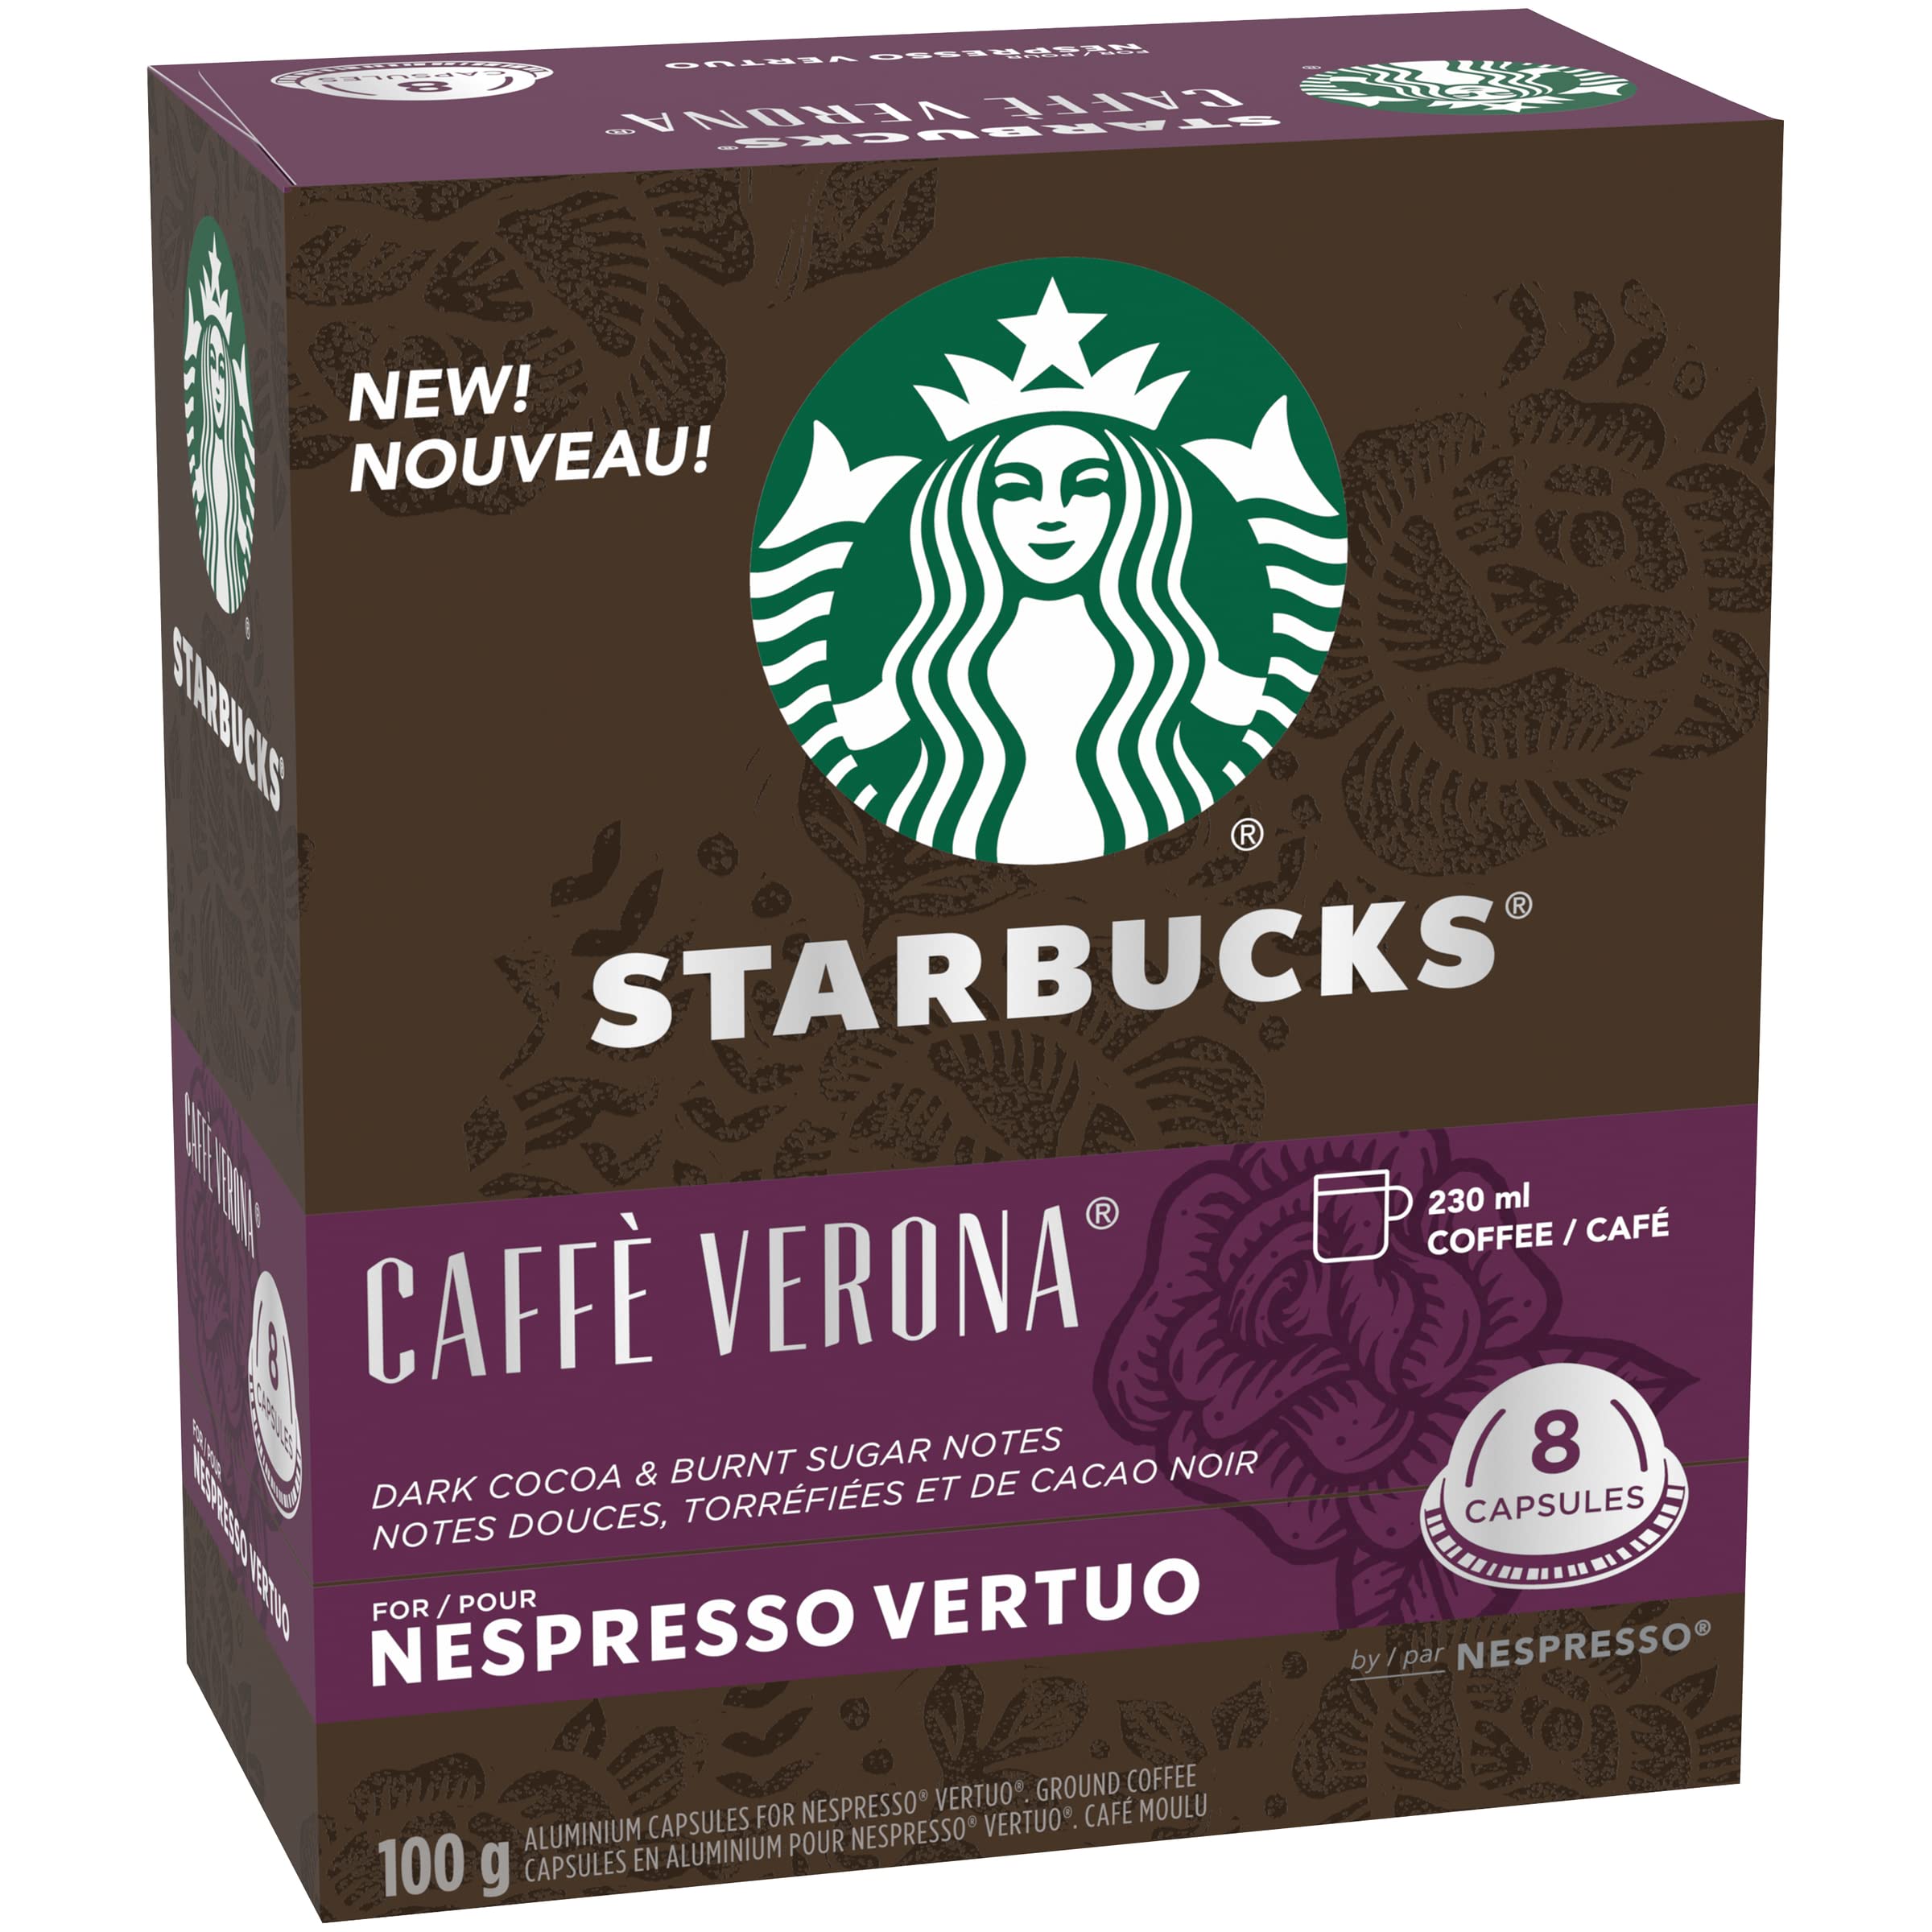 FOR / POUR
NESPRESSO VERTUO
CAFFÈ VERONA®
STARBUCKS®
8
CAPSULES
®
NEW!
NOUVEAU!
®
STARBUCKS®
CAFFÈ VERONA®
230 ml
COFFEE / CAFÉ
DARK COCOA & BURNT SUGAR NOTES
NOTES DOUCES, TORRÉFIÉES ET DE CACAO NOIR
8
CAPSULES
FOR / POUR
NESPRESSO VERTUO
by / par NESPRESSO®
100 g
ALUMINIUM CAPSULES FOR NESPRESSO® VERTUO®. GROUND COFFEE
CAPSULES EN ALUMINIUM POUR NESPRESSO® VERTUO®. CAFÉ MOULU
®
STARBUCKS®
CAFFÈ VERONA®
8
CAPSULES
FOR / POUR
NESPRESSO VERTUO